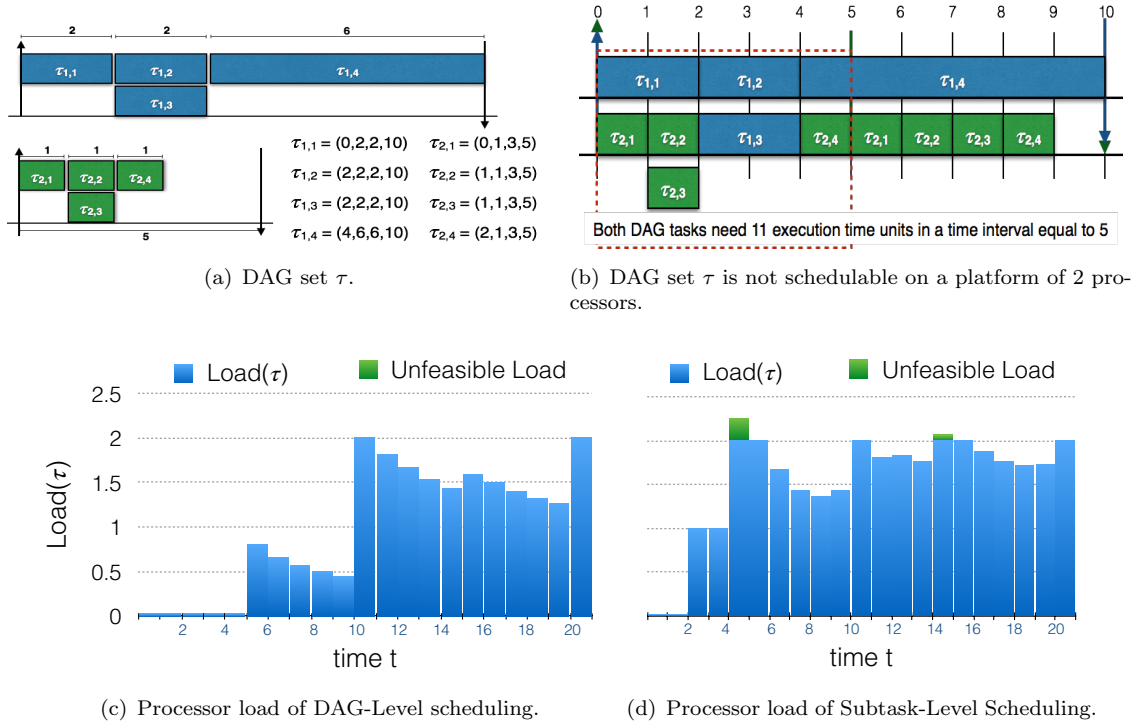 2 2 6
τ1,1 τ1,2 τ1,4
τ1,3
1 1 1
τ2,1 τ2,2 τ2,4
τ2,3
5
τ1,1 = (0,2,2,10) τ2,1 = (0,1,3,5)
τ1,2 = (2,2,2,10) τ2,2 = (1,1,3,5)
τ1,3 = (2,2,2,10) τ2,3 = (1,1,3,5)
τ1,4 = (4,6,6,10) τ2,4 = (2,1,3,5)
(a) DAG set τ.
0 1 2 3 4 5 6 7 8 9 10
τ1,1 τ1,2 τ1,4
τ2,1 τ2,2 τ1,3 τ2,4 τ2,1 τ2,2 τ2,3 τ2,4
τ2,3
Both DAG tasks need 11 execution time units in a time interval equal to 5
(b) DAG set τ is not schedulable on a platform of 2 pro-
cessors.
Load(τ) Unfeasible Load
2.5
2
1.5
1
0.5
0
Load(τ)
2 4 6 8 10 12 14 16 18 20
time t
(c) Processor load of DAG-Level scheduling.
Load(τ) Unfeasible Load
2 4 6 8 10 12 14 16 18 20
time t
(d) Processor load of Subtask-Level Scheduling.